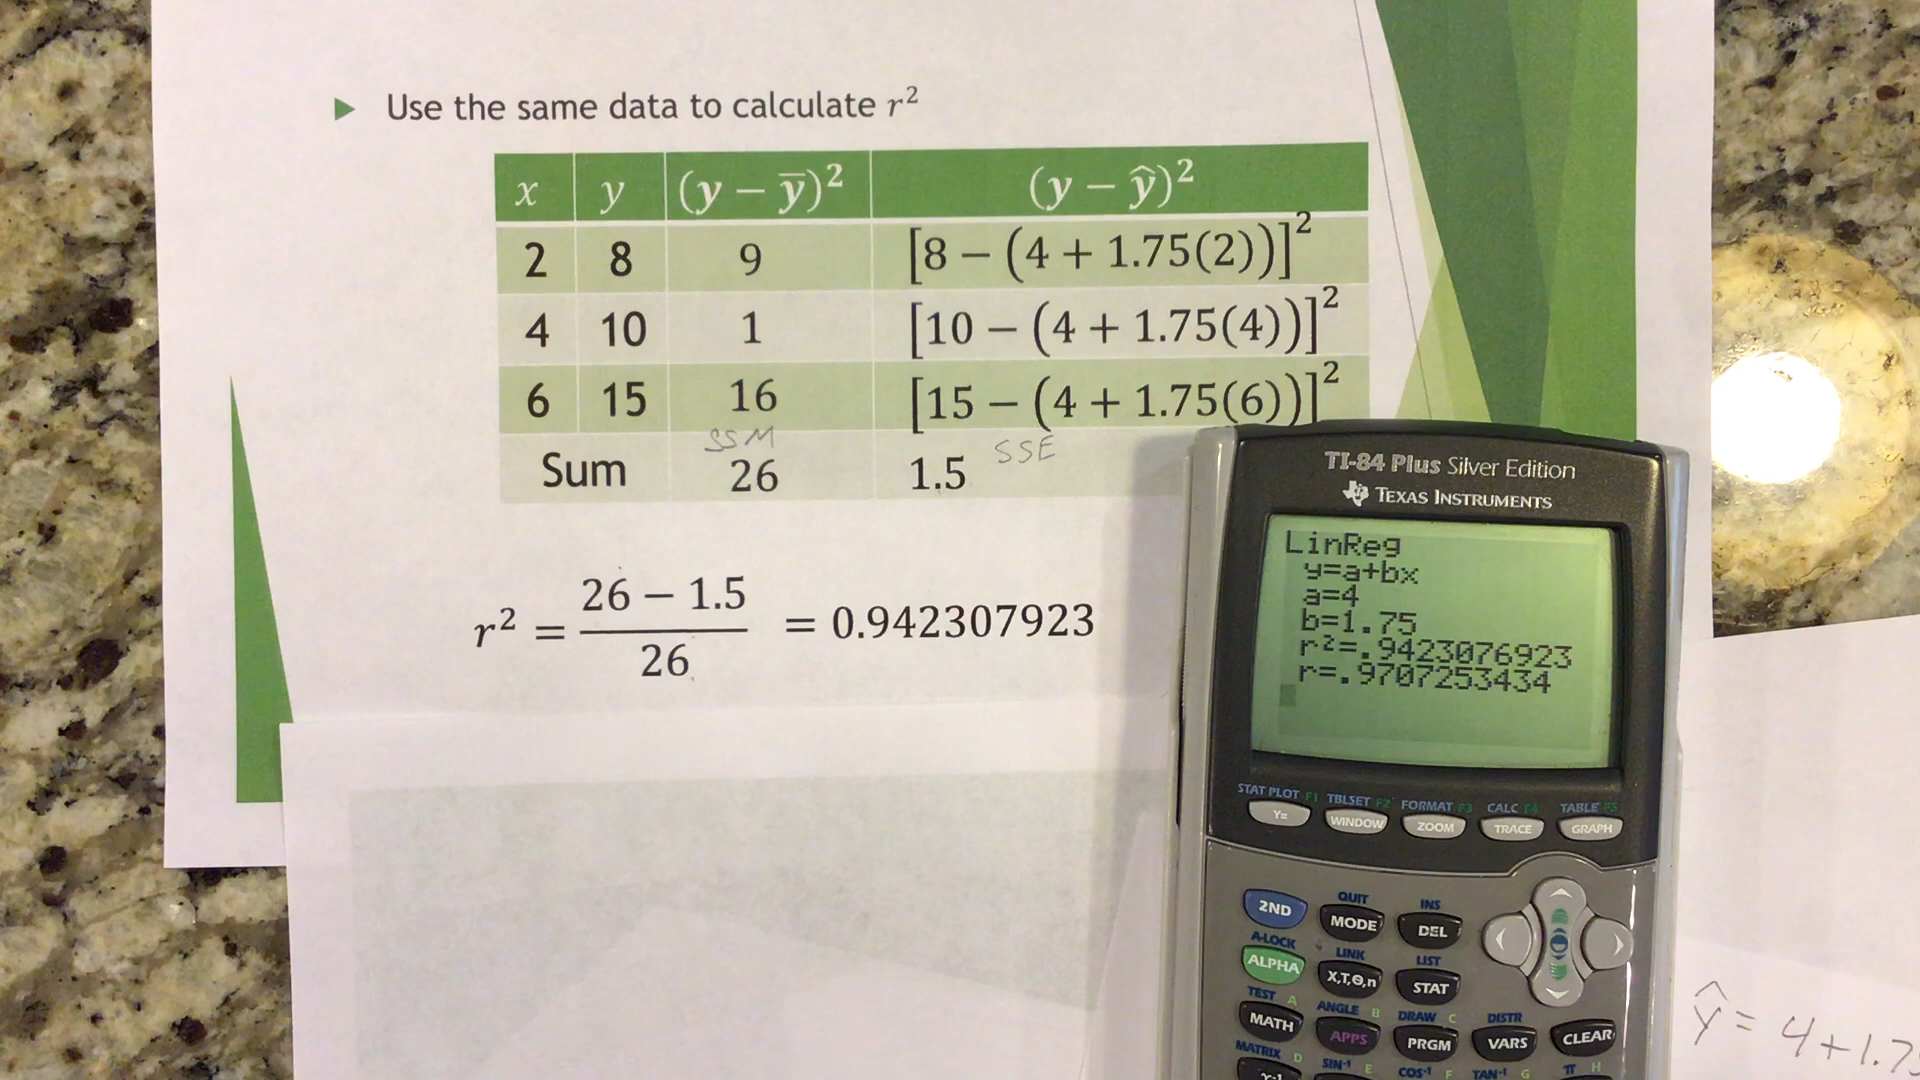 ▶ Use the same data to calculate r²
x y (y − ȳ)² (y − ŷ)²
2 8 9 [8 − (4 + 1.75(2))]²
4 10 1 [10 − (4 + 1.75(4))]²
6 15 16 [15 − (4 + 1.75(6))]²
SSM SSE
Sum 26 1.5
r² = (26 − 1.5)/26 = 0.942307923
TI-84 Plus Silver Edition
TEXAS INSTRUMENTS
LinReg
y=a+bx
a=4
b=1.75
r²=.9423076923
r=.9707253434
STAT PLOT F1 TBLSET F2 FORMAT F3 CALC F4 TABLE F5
Y= WINDOW ZOOM TRACE GRAPH
QUIT INS
2ND MODE DEL
A-LOCK LINK LIST
ALPHA X,T,Θ,n STAT
TEST A ANGLE B DRAW C DISTR
MATH APPS PRGM VARS CLEAR
MATRIX D SIN⁻¹ E COS⁻¹ F TAN⁻¹ G π H
x⁻¹
ŷ = 4+1.75